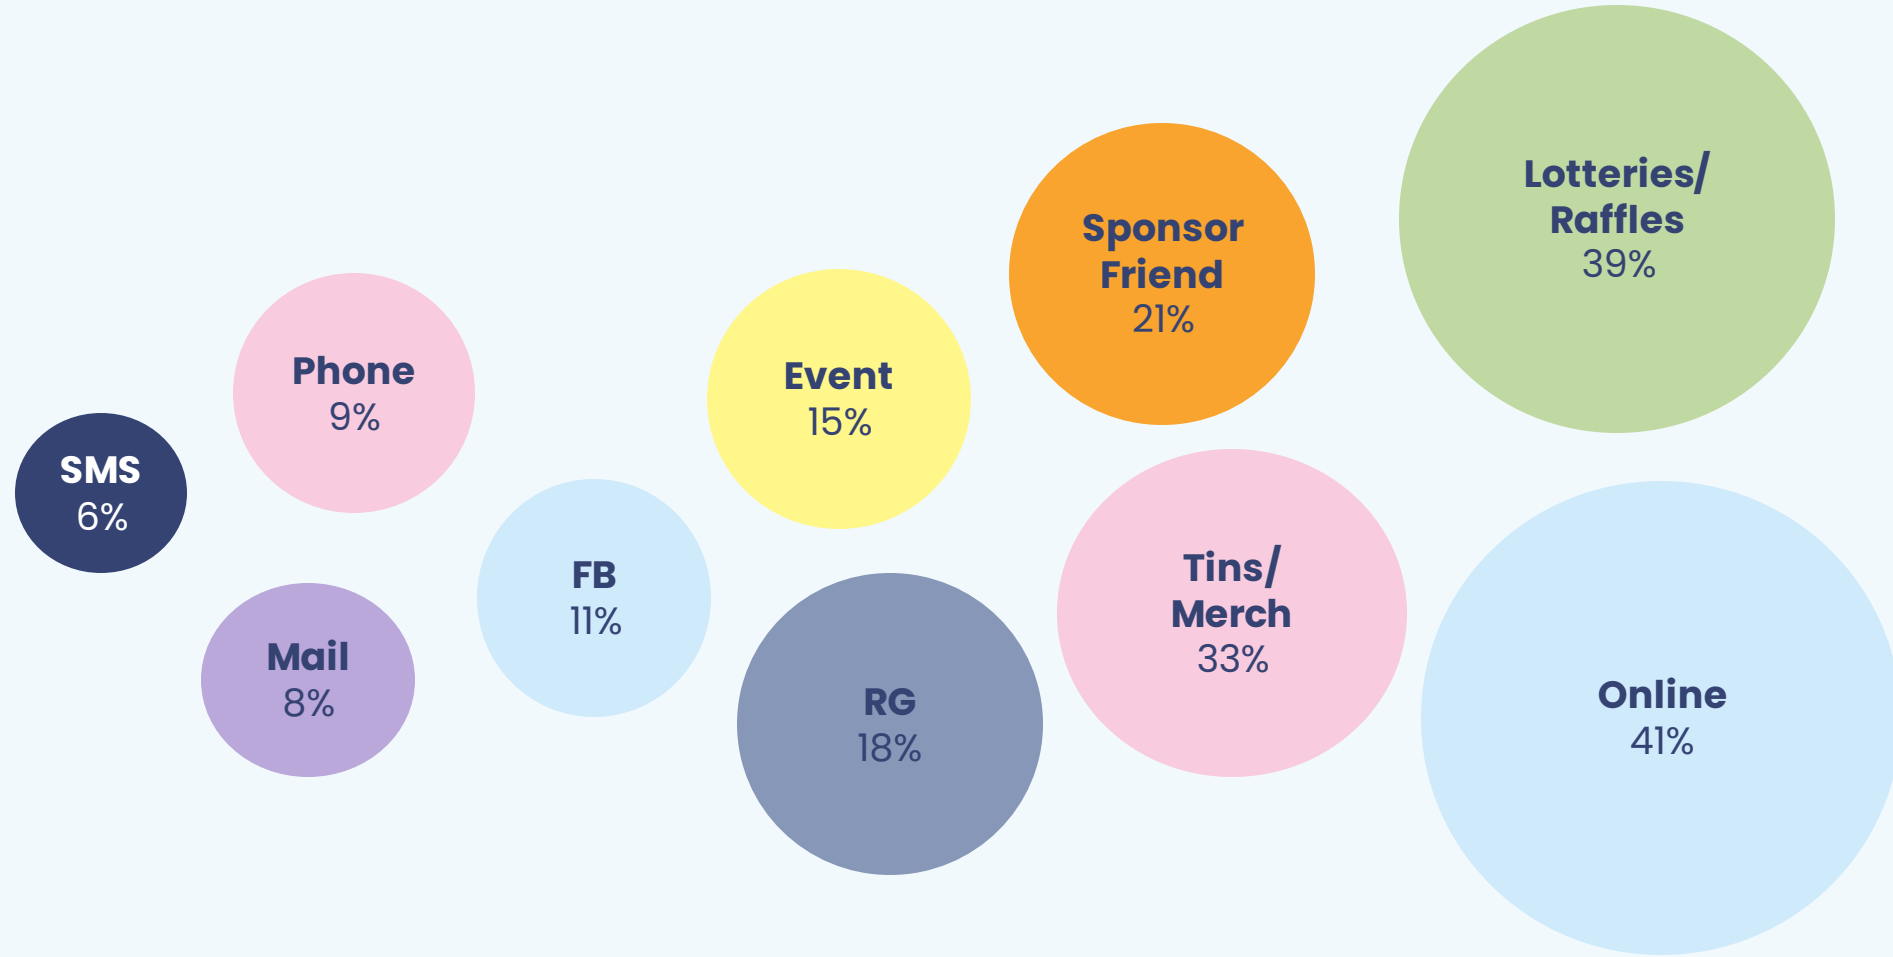 SMS
6%
Phone
9%
Mail
8%
FB
11%
Event
15%
RG
18%
Sponsor
Friend
21%
Tins/
Merch
33%
Lotteries/
Raffles
39%
Online
41%